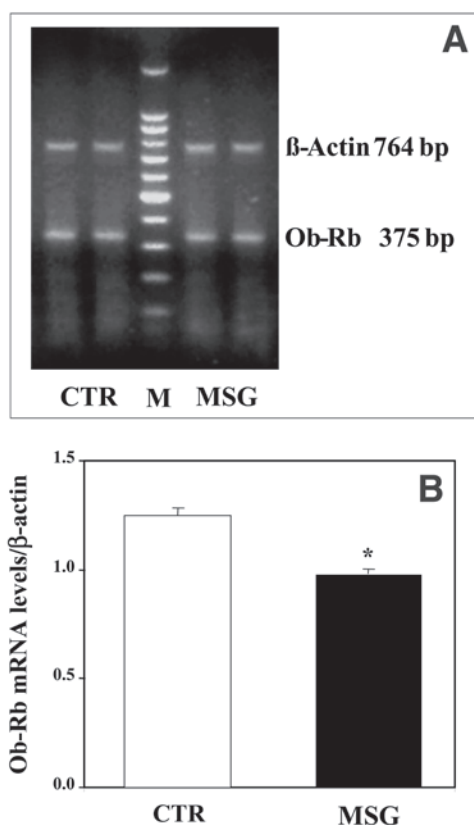 A
ß-Actin 764 bp
Ob-Rb 375 bp
CTR M MSG
B
Ob-Rb mRNA levels/β-actin
1.5
1.0
0.5
0.0
*
CTR MSG